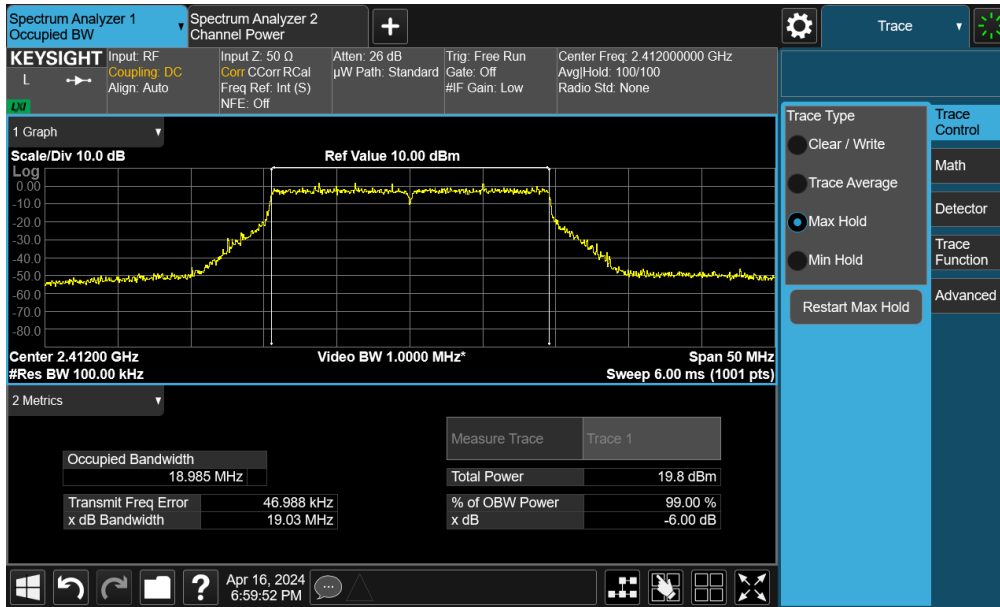 Spectrum Analyzer 1
Occupied BW
Spectrum Analyzer 2
Channel Power
Trace
KEYSIGHT
L
LXI
Input: RF
Coupling: DC
Align: Auto
Input Z: 50 Ω
Corr CCorr RCal
Freq Ref: Int (S)
NFE: Off
Atten: 26 dB
µW Path: Standard
Trig: Free Run
Gate: Off
#IF Gain: Low
Center Freq: 2.412000000 GHz
Avg|Hold: 100/100
Radio Std: None
1 Graph
Scale/Div 10.0 dB
Ref Value 10.00 dBm
Log
0.00
-10.0
-20.0
-30.0
-40.0
-50.0
-60.0
-70.0
-80.0
Center 2.41200 GHz
#Res BW 100.00 kHz
Video BW 1.0000 MHz*
Span 50 MHz
Sweep 6.00 ms (1001 pts)
2 Metrics
Measure Trace
Trace 1
Occupied Bandwidth
18.985 MHz
Total Power
19.8 dBm
Transmit Freq Error
46.988 kHz
% of OBW Power
99.00 %
x dB Bandwidth
19.03 MHz
x dB
-6.00 dB
Trace Type
Clear / Write
Trace Average
Max Hold
Min Hold
Restart Max Hold
Trace
Control
Math
Detector
Trace
Function
Advanced
?
Apr 16, 2024
6:59:52 PM